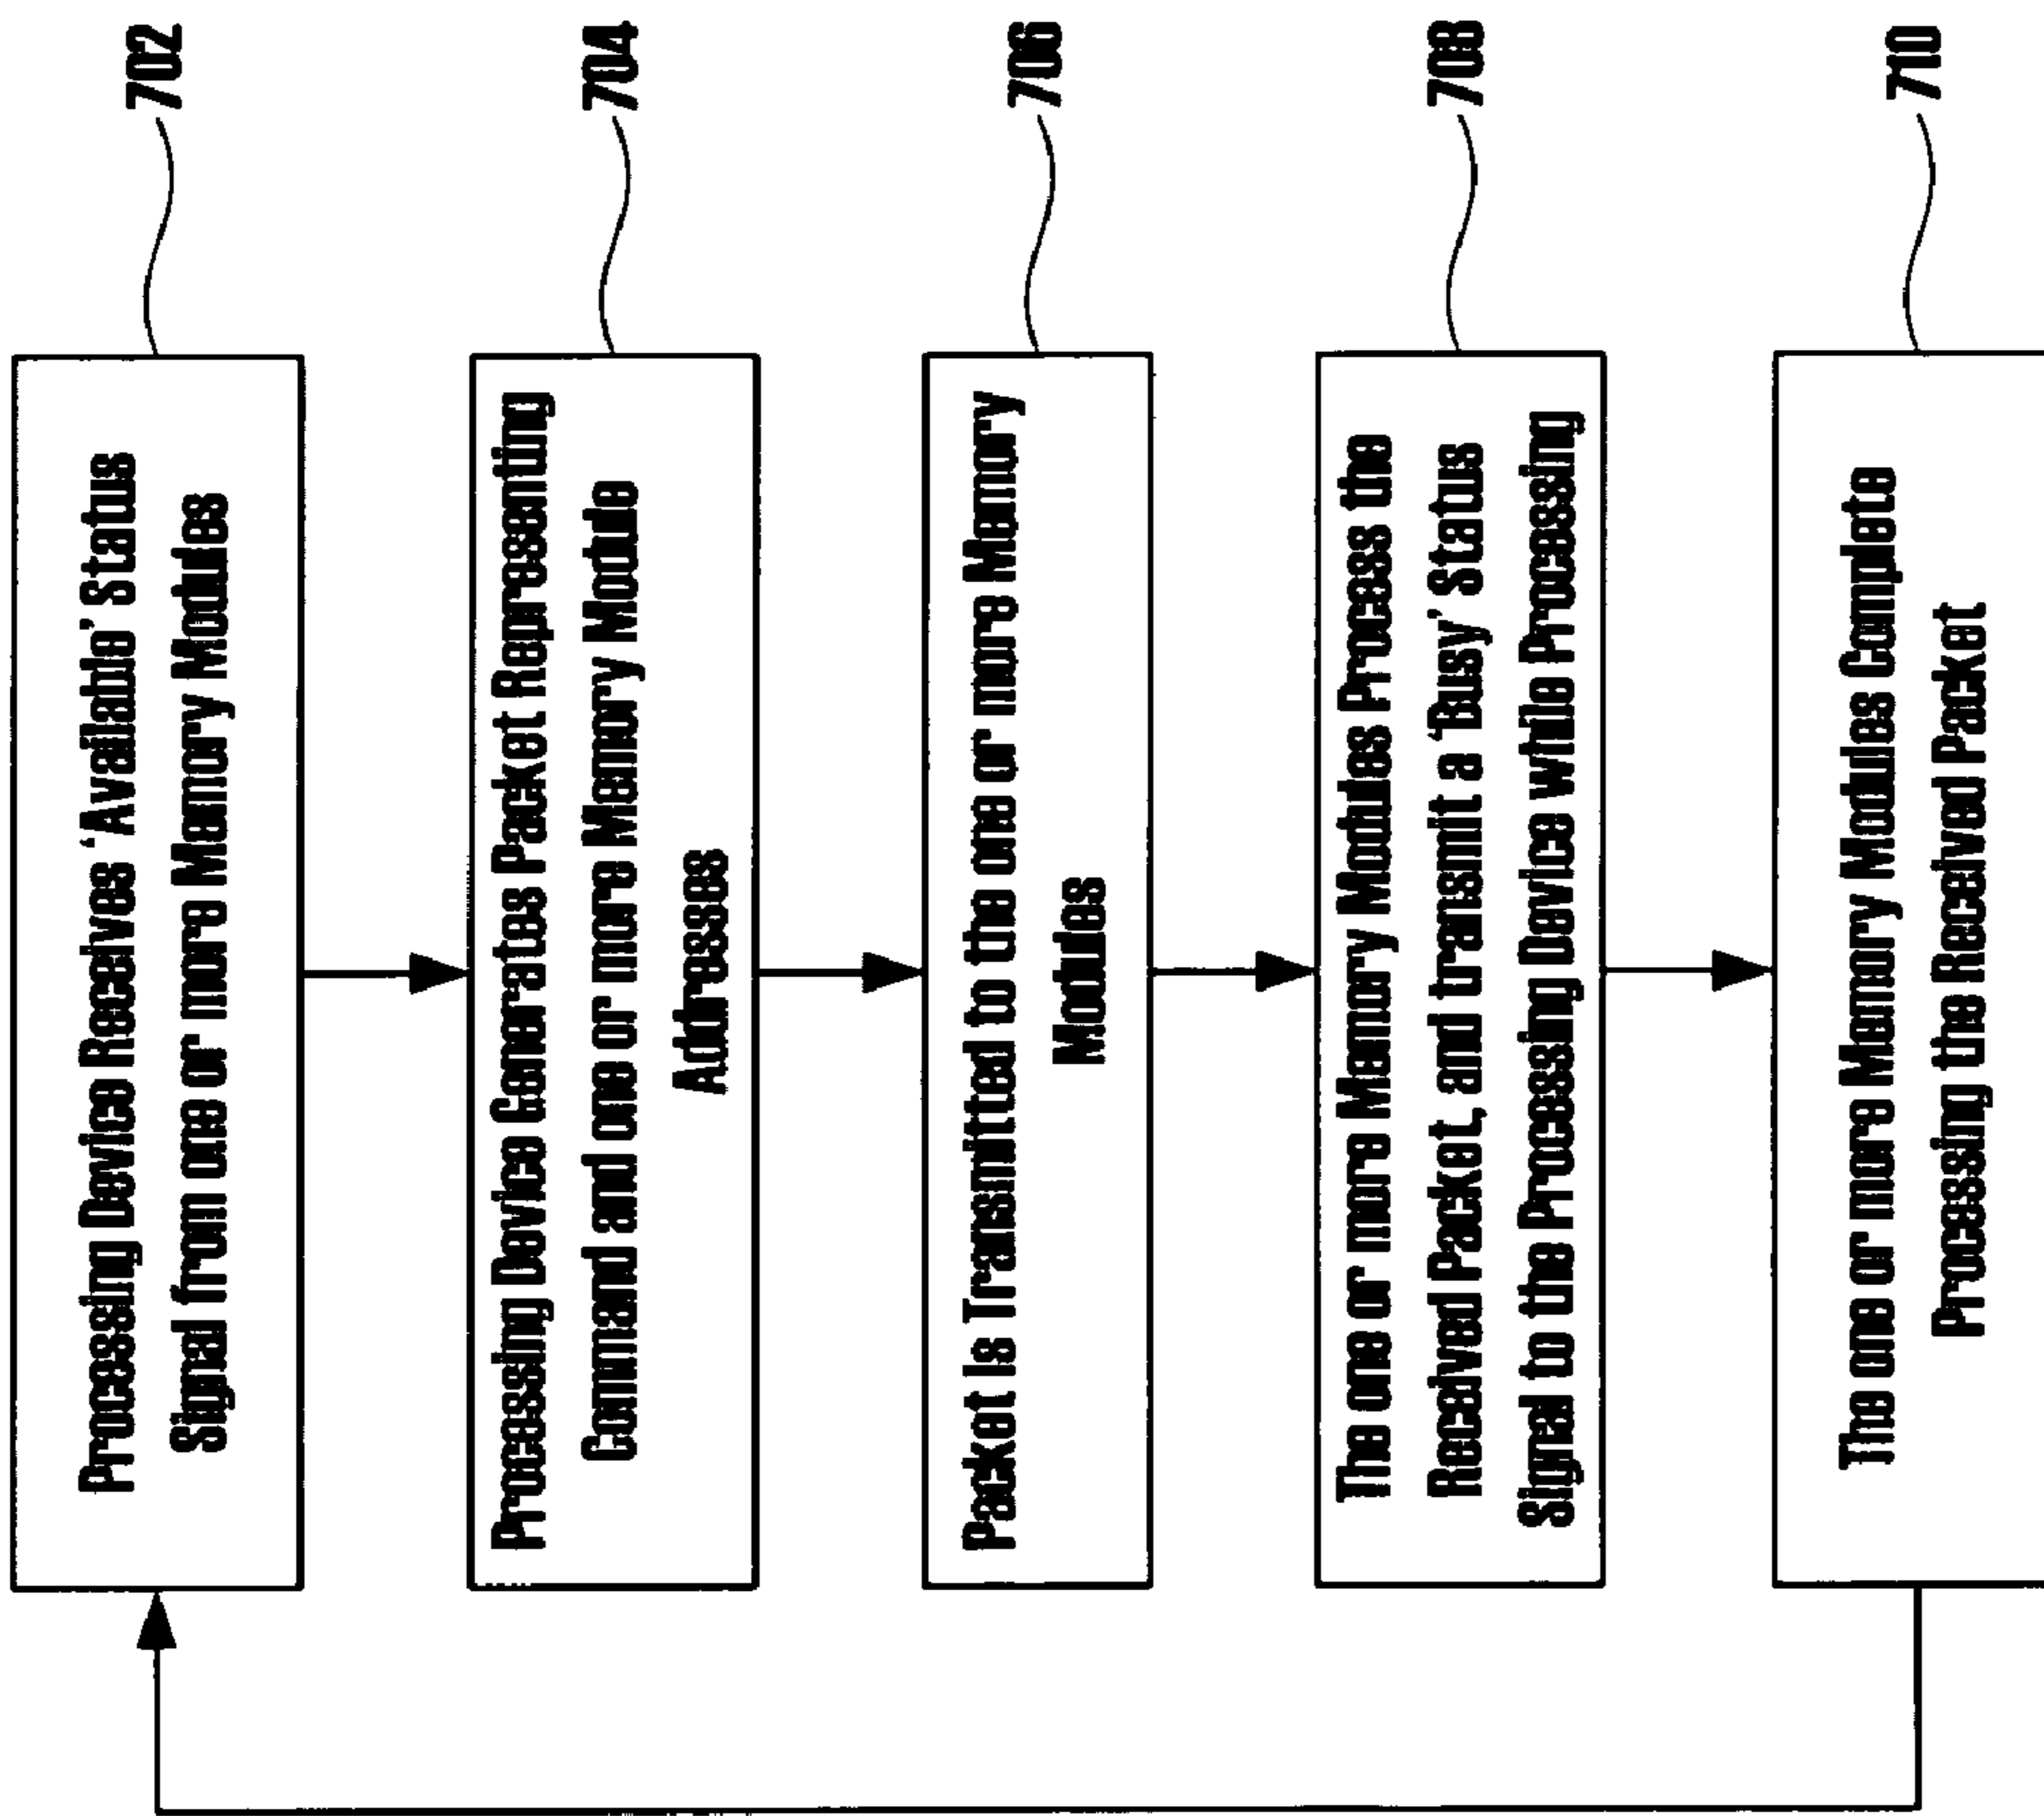 Processing Device Receives 'Available' Status
Signal from one or more Memory Modules
702
Processing Device Generates Packet Representing
Command and one or more Memory Module
Addresses
704
Packet Is Transmitted to the one or more Memory
Modules
706
The one or more Memory Modules Process the
Received Packet, and transmit a 'Busy' Status
Signal to the Processing Device while Processing
708
The one or more Memory Modules Complete
Processing the Received Packet
710